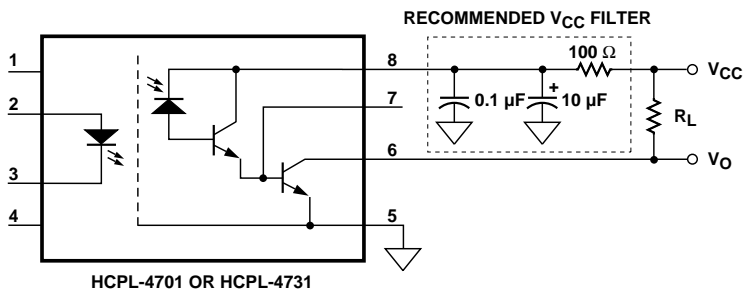 RECOMMENDED VCC FILTER
1
2
3
4
8
7
6
5
100 Ω
0.1 µF
+
10 µF
VCC
RL
VO
HCPL-4701 OR HCPL-4731